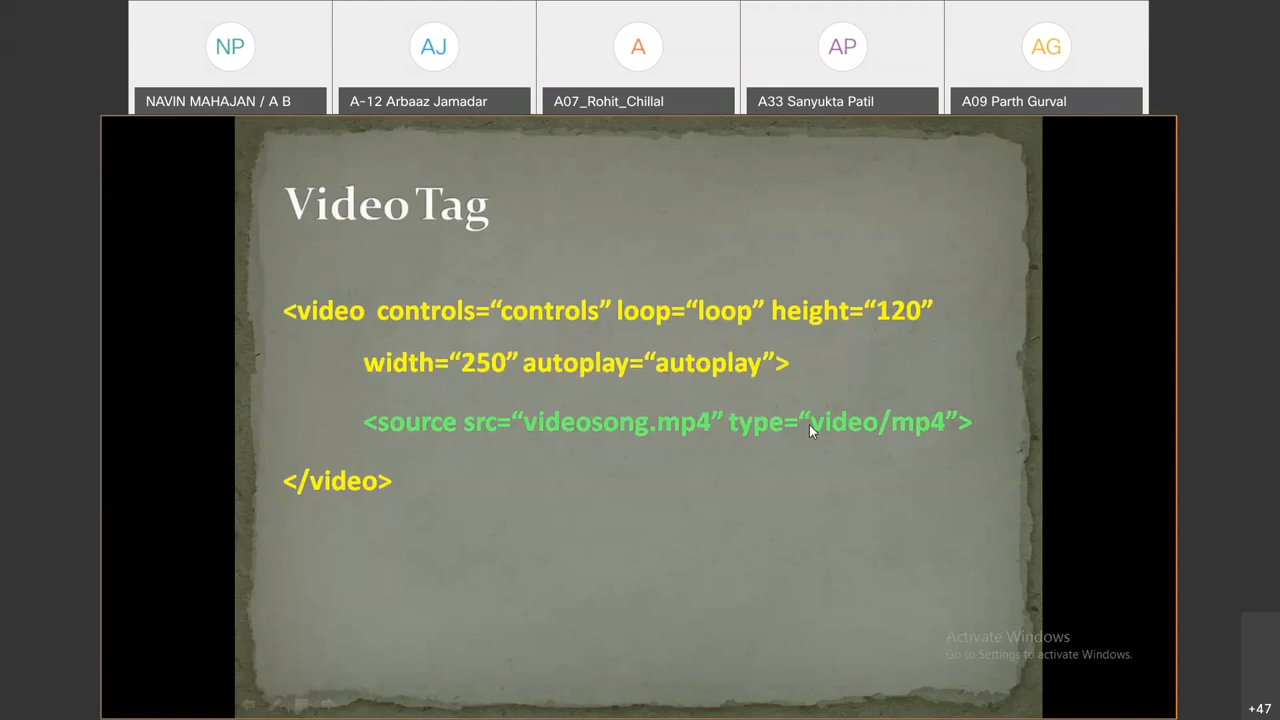 NP
AJ
A
AP
AG
NAVIN MAHAJAN / A B
A-12 Arbaaz Jamadar
A07_Rohit_Chillal
A33 Sanyukta Patil
A09 Parth Gurval
Video Tag
<video controls=“controls” loop=“loop” height=“120”
width=“250” autoplay=“autoplay”>
<source src=“videosong.mp4” type=“video/mp4”>
</video>
Activate Windows
Go to Settings to activate Windows.
+47